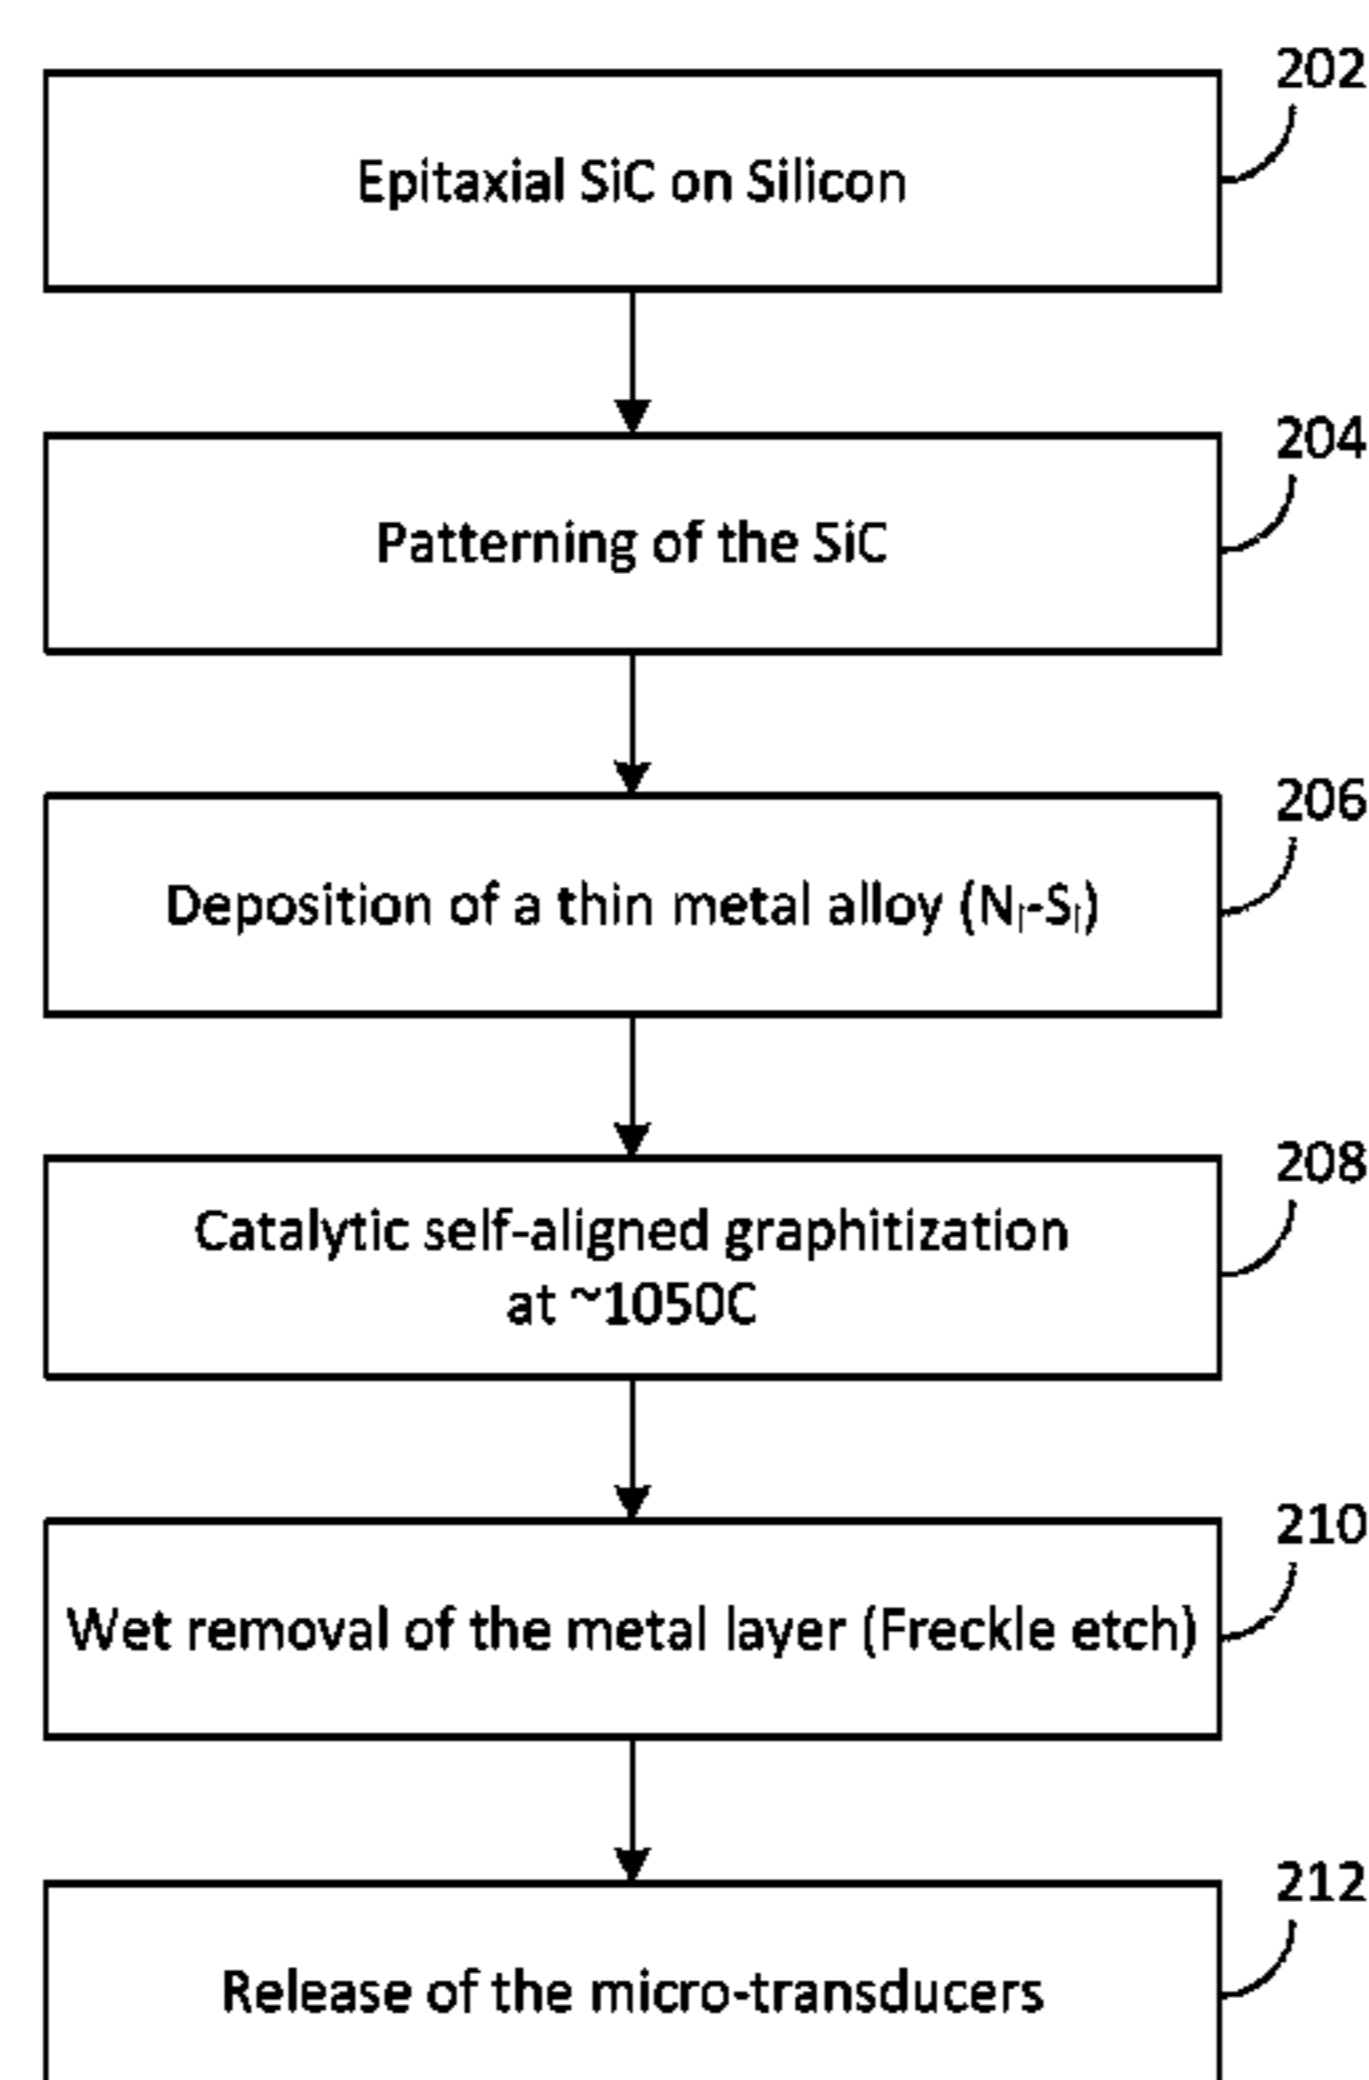 202
Epitaxial SiC on Silicon
204
Patterning of the SiC
206
Deposition of a thin metal alloy (Ni-Si)
208
Catalytic self-aligned graphitization
at ~1050C
210
Wet removal of the metal layer (Freckle etch)
212
Release of the micro-transducers